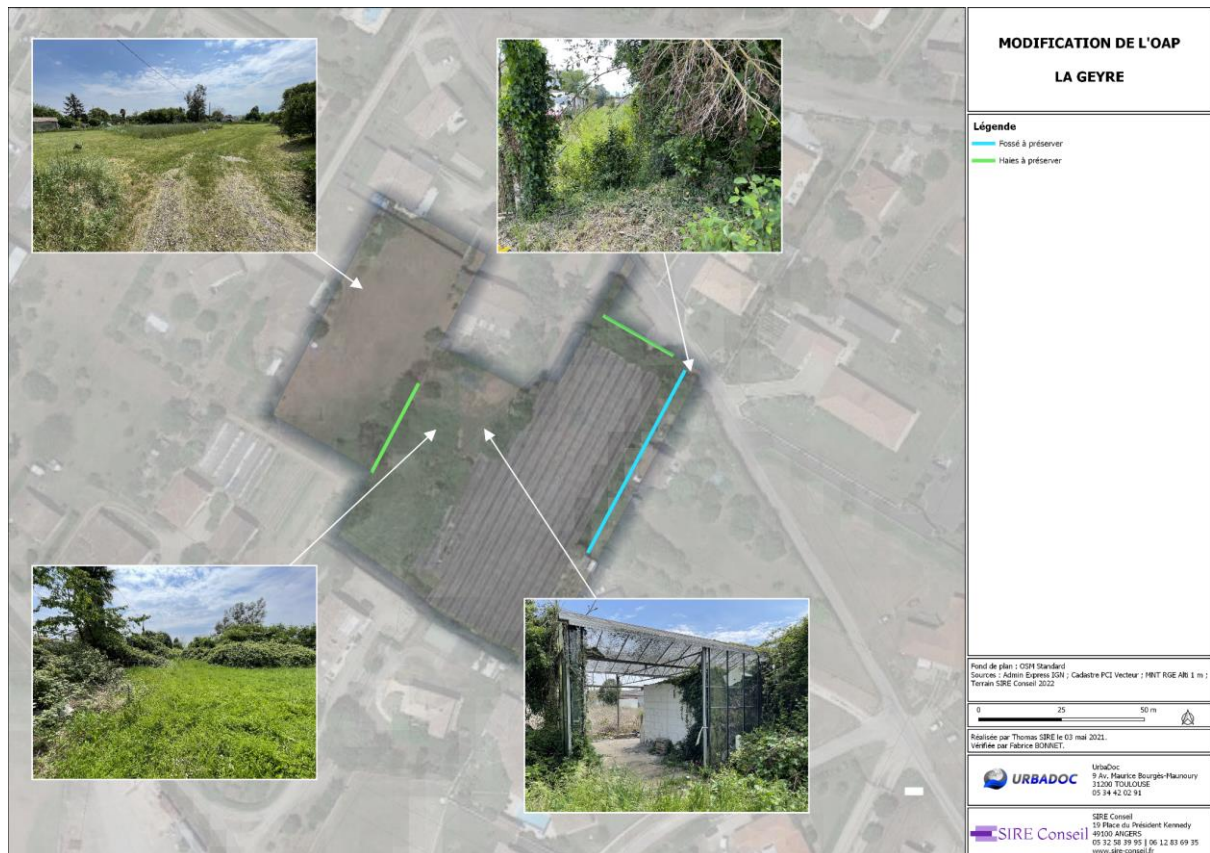 MODIFICATION DE L'OAP
LA GEYRE
Légende
Fossé à préserver
Haies à préserver
Fond de plan : OSM Standard
Sources : Admin Express IGN ; Cadastre PCI Vecteur ; MNT RGE Alti 1 m ;
Terrain SIRE Conseil 2022
0 25 50 m
Réalisée par Thomas SIRE le 03 mai 2021.
Vérifiée par Fabrice BONNET.
URBADOC
UrbaDoc
9 Av. Maurice Bourgès-Maunoury
31200 TOULOUSE
05 34 42 02 91
SIRE Conseil
SIRE Conseil
19 Place du Président Kennedy
49100 ANGERS
05 32 58 39 95 | 06 12 83 69 35
www.sire-conseil.fr